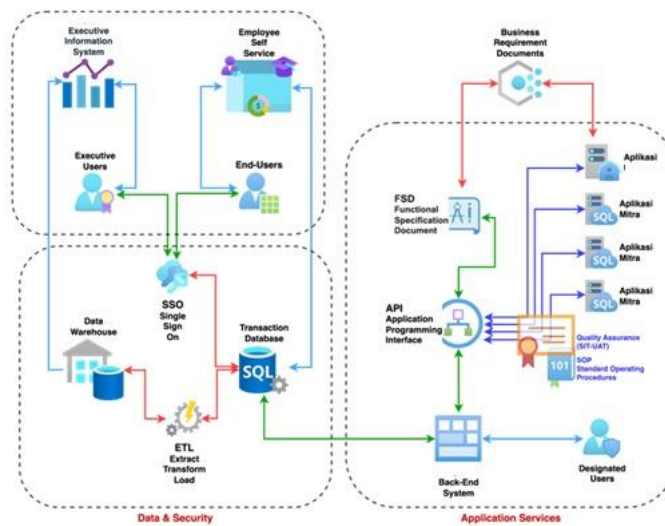 Executive
Information
System
Employee
Self
Service
Executive
Users
End-Users
SSO
Single
Sign
On
Data
Warehouse
Transaction
Database
SQL
ETL
Extract
Transform
Load
Data & Security
Business
Requirement
Documents
FSD
Functional
Specification
Document
API
Application
Programming
Interface
Aplikasi
I
SQL
Aplikasi
Mitra
SQL
Aplikasi
Mitra
SQL
Aplikasi
Mitra
Quality Assurance
(SIT-UAT)
101
SOP
Standard Operating
Procedures
Back-End
System
Designated
Users
Application Services